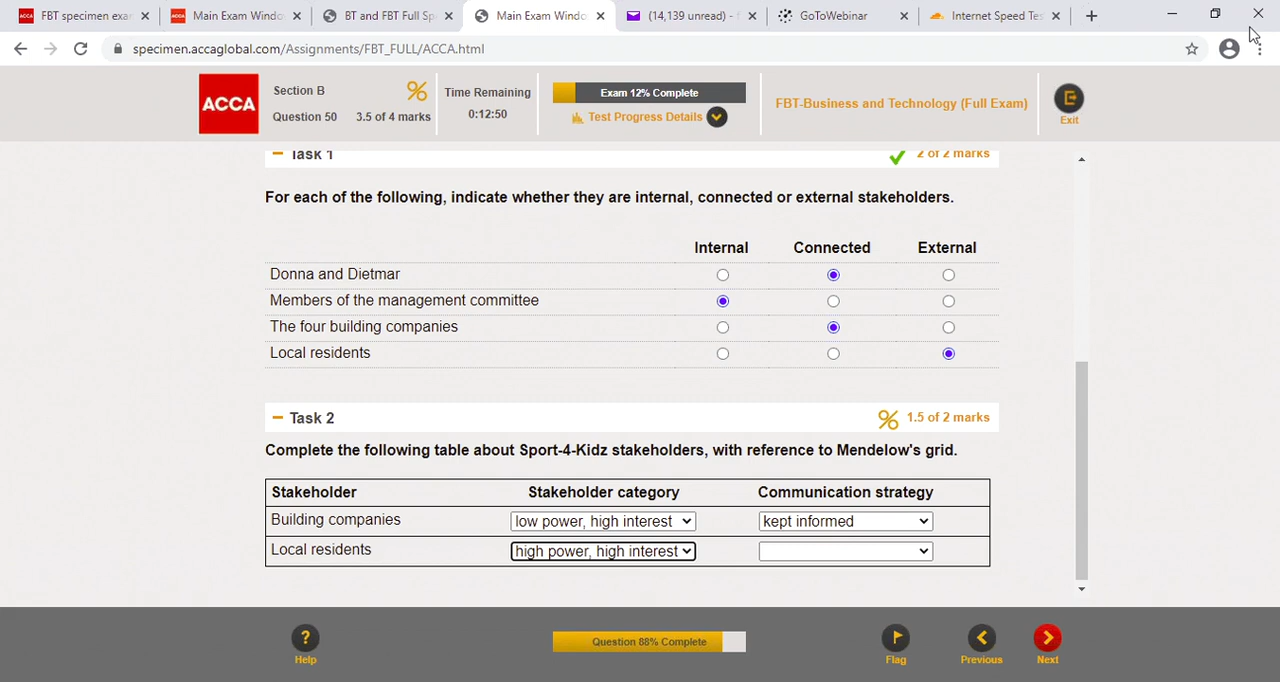 FBT specimen exar
Main Exam Windo
BT and FBT Full Sp
Main Exam Windo
(14,139 unread) - f
GoToWebinar
Internet Speed Tes
specimen.accaglobal.com/Assignments/FBT_FULL/ACCA.html
ACCA
Section B
Question 50
3.5 of 4 marks
Time Remaining
0:12:50
Exam 12% Complete
Test Progress Details
FBT-Business and Technology (Full Exam)
Exit
Task 1
2 of 2 marks
For each of the following, indicate whether they are internal, connected or external stakeholders.
Internal Connected External
Donna and Dietmar
Members of the management committee
The four building companies
Local residents
Task 2
1.5 of 2 marks
Complete the following table about Sport-4-Kidz stakeholders, with reference to Mendelow's grid.
Stakeholder Stakeholder category Communication strategy
Building companies low power, high interest kept informed
Local residents high power, high interest
Help
Question 88% Complete
Flag
Previous
Next